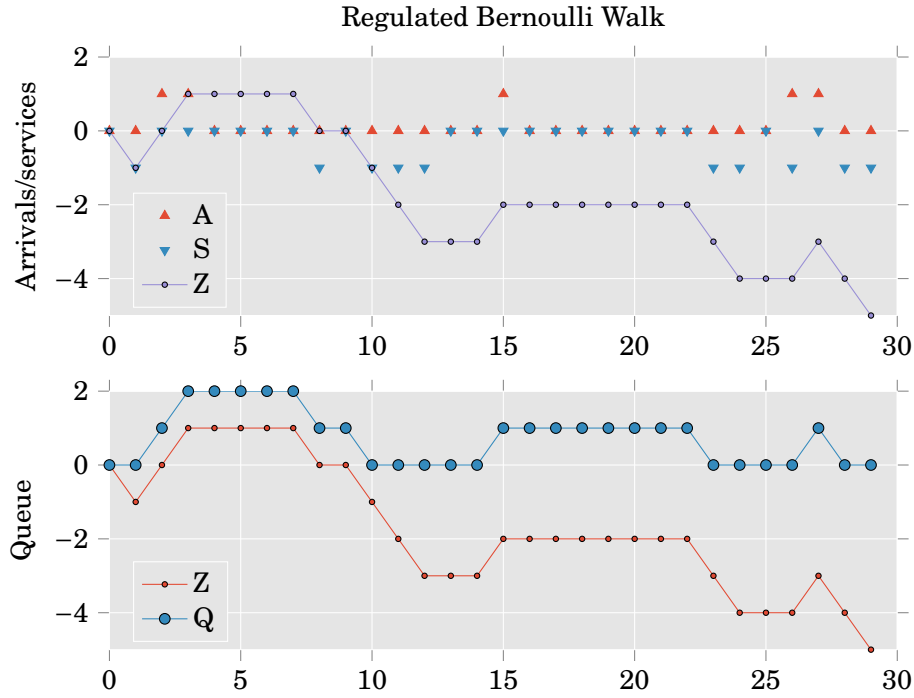 Regulated Bernoulli Walk
2
0
−2
−4
Arrivals/services
A
S
Z
0 5 10 15 20 25 30
2
0
−2
−4
Queue
Z
Q
0 5 10 15 20 25 30